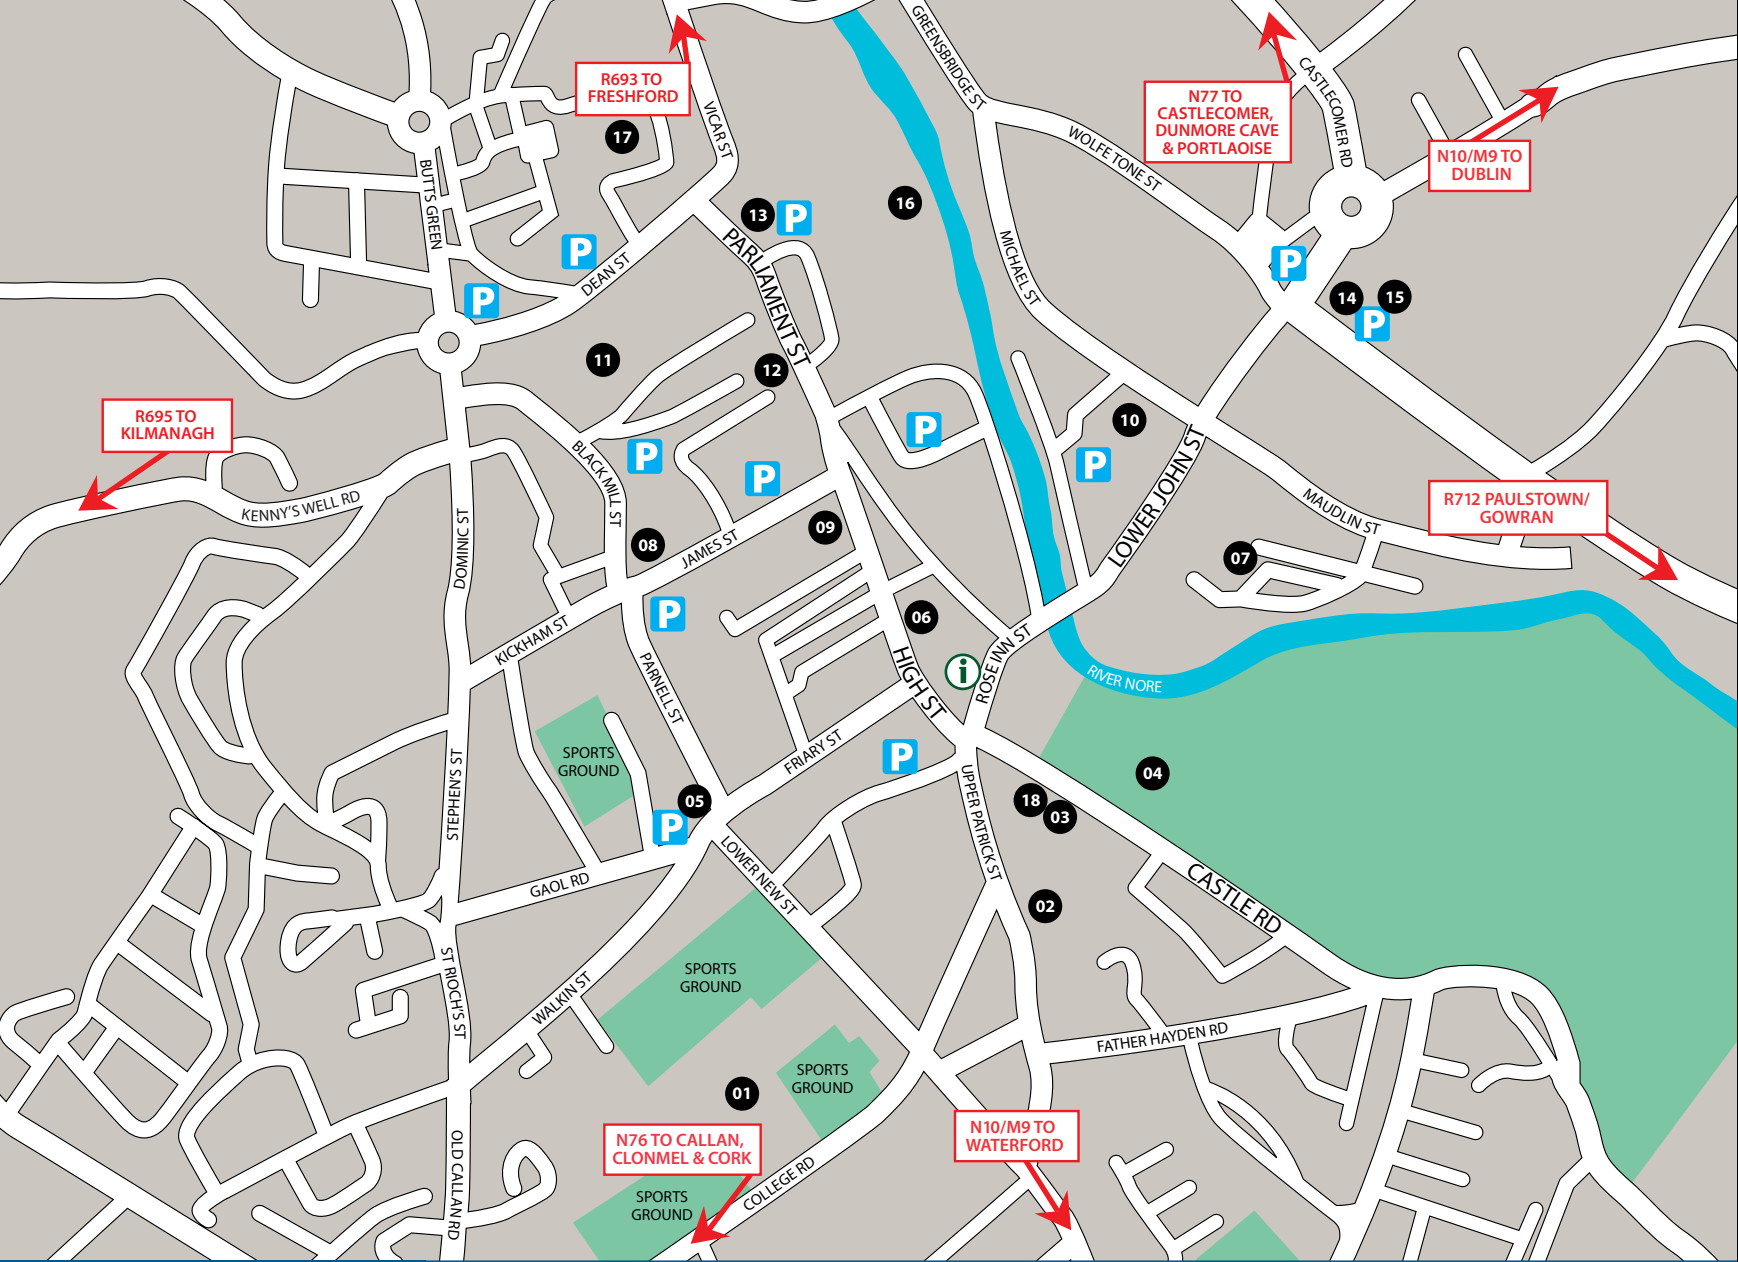 GREENSBRIDGE ST
R693 TO
FRESHFORD
VICAR ST
17
N77 TO
CASTLECOMER,
DUNMORE CAVE
& PORTLAOISE
CASTLECOMER RD
N10/M9 TO
DUBLIN
WOLFE TONE ST
BUTTS GREEN
16
13
P
P
DEAN ST
PARLIAMENT ST
MICHAEL ST
P
P
14
15
P
11
12
R695 TO
KILMANAGH
10
P
P
BLACK MILL ST
P
P
LOWER JOHN ST
KENNY'S WELL RD
MAUDLIN ST
R712 PAULSTOWN/
GOWRAN
DOMINIC ST
08
JAMES ST
09
07
P
06
KICKHAM ST
PARNELL ST
HIGH ST
i
ROSE INN ST
RIVER NORE
SPORTS
GROUND
FRIARY ST
P
04
STEPHEN'S ST
05
P
UPPER PATRICK ST
18
03
LOWER NEW ST
GAOL RD
CASTLE RD
02
SPORTS
GROUND
ST RIOCH'S ST
WALKIN ST
FATHER HAYDEN RD
SPORTS
GROUND
01
N76 TO CALLAN,
CLONMEL & CORK
N10/M9 TO
WATERFORD
OLD CALLAN RD
SPORTS
GROUND
COLLEGE RD